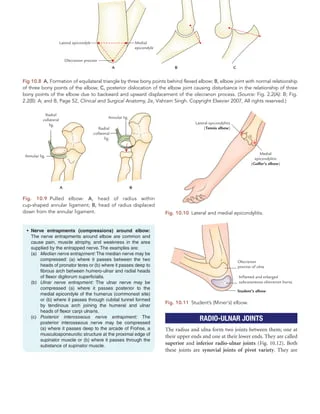 Lateral epicondyle
Medial
epicondyle
Olecranon process
A
B
C
Fig 10.8 A, Formation of equilateral triangle by three bony points behind flexed elbow; B, elbow joint with normal relationship
of three bony points of the elbow; C, posterior dislocation of the elbow joint causing disturbance in the relationship of three
bony points of the elbow due to backward and upward displacement of the olecranon process. (Source: Fig. 2.2(A): B; Fig.
2.2(B): A; and B. Page 52, Clinical and Surgical Anatomy, 2e, Vishram Singh. Copyright Elsevier 2007, All rights reserved.)
Radial
collateral
lig.
Annular lig.
Radial
collateral
lig.
Annular lig.
A
B
Fig. 10.9 Pulled elbow: A, head of radius within
cup-shaped annular ligament; B, head of radius displaced
down from the annular ligament.
Lateral epicondylitis
(Tennis elbow)
Medial
epicondylitis
(Golfer's elbow)
Fig. 10.10 Lateral and medial epicondylitis.
• Nerve entrapments (compressions) around elbow:
The nerve entrapments around elbow are common and
cause pain, muscle atrophy, and weakness in the area
supplied by the entrapped nerve. The examples are:
(a) Median nerve entrapment: The median nerve may be
compressed: (a) where it passes between the two
heads of pronator teres or (b) where it passes deep to
fibrous arch between humero-ulnar and radial heads
of flexor digitorum superficialis.
(b) Ulnar nerve entrapment: The ulnar nerve may be
compressed (a) where it passes posterior to the
medial epicondyle of the humerus (commonest site)
or (b) where it passes through cubital tunnel formed
by tendinous arch joining the humeral and ulnar
heads of flexor carpi ulnaris.
(c) Posterior interosseous nerve entrapment: The
posterior interosseous nerve may be compressed
(a) where it passes deep to the arcade of Frohse, a
musculoaponeurotic structure at the proximal edge of
supinator muscle or (b) where it passes through the
substance of supinator muscle.
Olecranon
process of ulna
Inflamed and enlarged
subcutaneous olecranon bursa
Student's elbow
Fig. 10.11 Student's (Miner's) elbow.
RADIO-ULNAR JOINTS
The radius and ulna form two joints between them; one at
their upper ends and one at their lower ends. They are called
superior and inferior radio-ulnar joints (Fig. 10.12). Both
these joints are synovial joints of pivot variety. They are